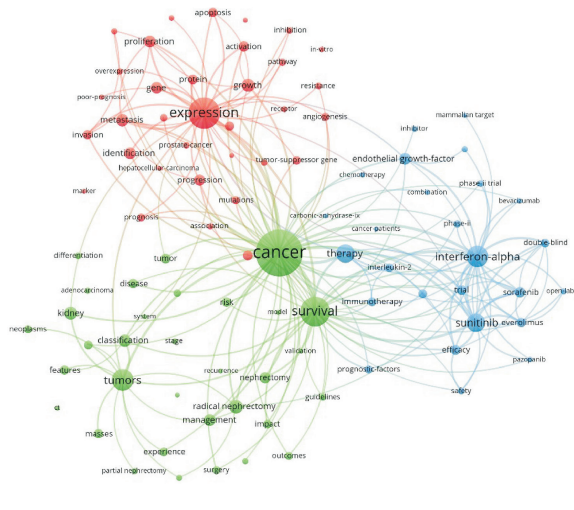 apoptosis
inhibition
proliferation
activation
in-vitro
pathway
overexpression
protein
growth
resistance
gene
poor-prognosis
expression
receptor
angiogenesis
metastasis
invasion
prostate-cancer
identification
tumor-suppressor gene
hepatocellular-carcinoma
progression
marker
mutations
prognosis
association
mammalian target
inhibitor
endothelial growth-factor
chemotherapy
phase-ii trial
combination
bevacizumab
carbonic-anhydrase-ix
phase-ii
cancer patients
double-blind
cancer
therapy
interferon-alpha
differentiation
tumor
interleukin-2
disease
adenocarcinoma
trial
sorafenib
open-label
risk
immunotherapy
kidney
system
model
survival
sunitinib
everolimus
neoplasms
classification
stage
validation
efficacy
pazopanib
features
recurrence
prognostic-factors
tumors
nephrectomy
safety
guidelines
ct
radical nephrectomy
management
impact
masses
experience
outcomes
partial nephrectomy
surgery